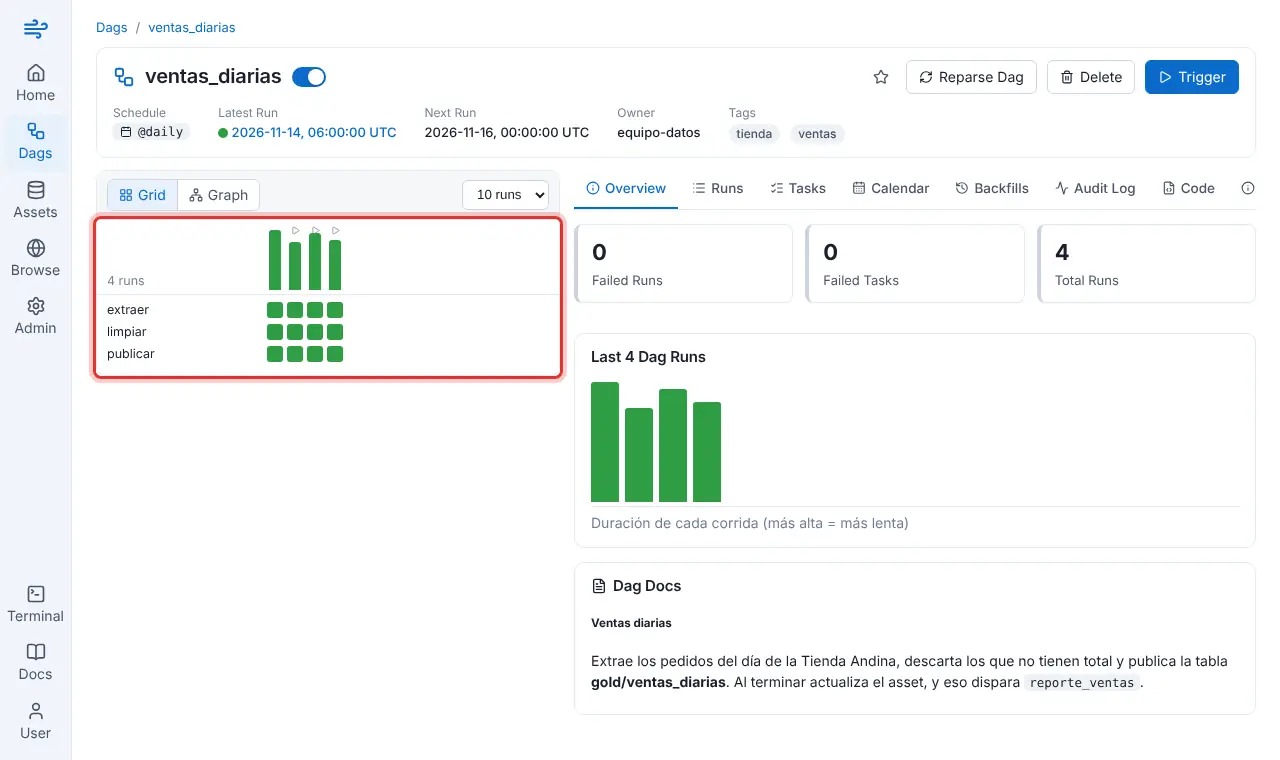 Dags / ventas_diarias
Home
Dags
Assets
Browse
Admin
Terminal
Docs
User
ventas_diarias
Reparse Dag
Delete
Trigger
Schedule
@daily
Latest Run
2026-11-14, 06:00:00 UTC
Next Run
2026-11-16, 00:00:00 UTC
Owner
equipo-datos
Tags
tienda ventas
Grid Graph
10 runs
4 runs
extraer
limpiar
publicar
Overview Runs Tasks Calendar Backfills Audit Log Code
0
Failed Runs
0
Failed Tasks
4
Total Runs
Last 4 Dag Runs
Duración de cada corrida (más alta = más lenta)
Dag Docs
Ventas diarias
Extrae los pedidos del día de la Tienda Andina, descarta los que no tienen total y publica la tabla
gold/ventas_diarias. Al terminar actualiza el asset, y eso dispara reporte_ventas.